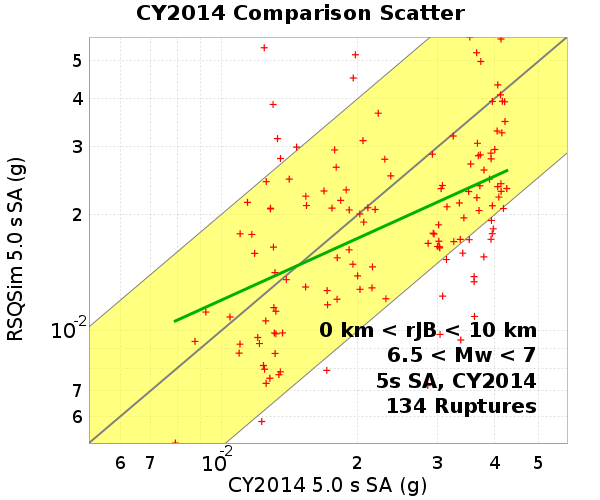 CY2014 Comparison Scatter
RSQSim 5.0 s SA (g)
5
4
3
2
10-2
7
6
0 km < rJB < 10 km
6.5 < Mw < 7
5s SA, CY2014
134 Ruptures
6 7 10-2 2 3 4 5
CY2014 5.0 s SA (g)